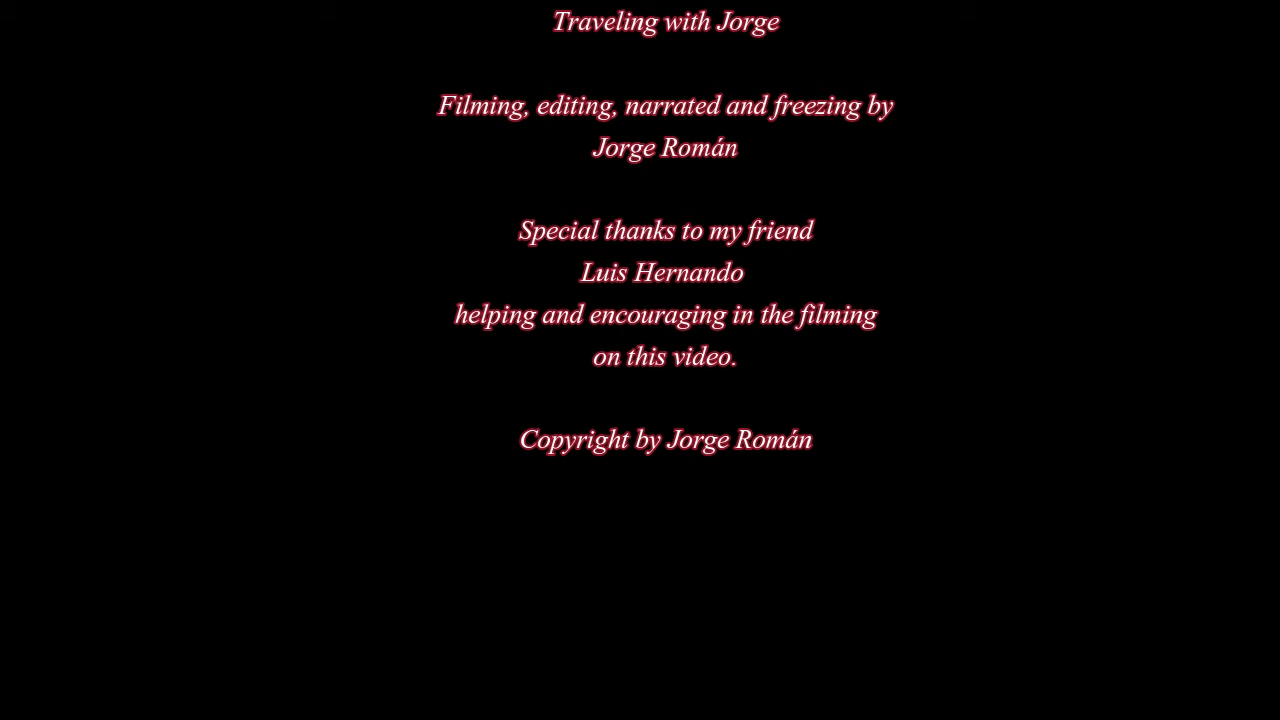 Traveling with Jorge
Filming, editing, narrated and freezing by
Jorge Román
Special thanks to my friend
Luis Hernando
helping and encouraging in the filming
on this video.
Copyright by Jorge Román